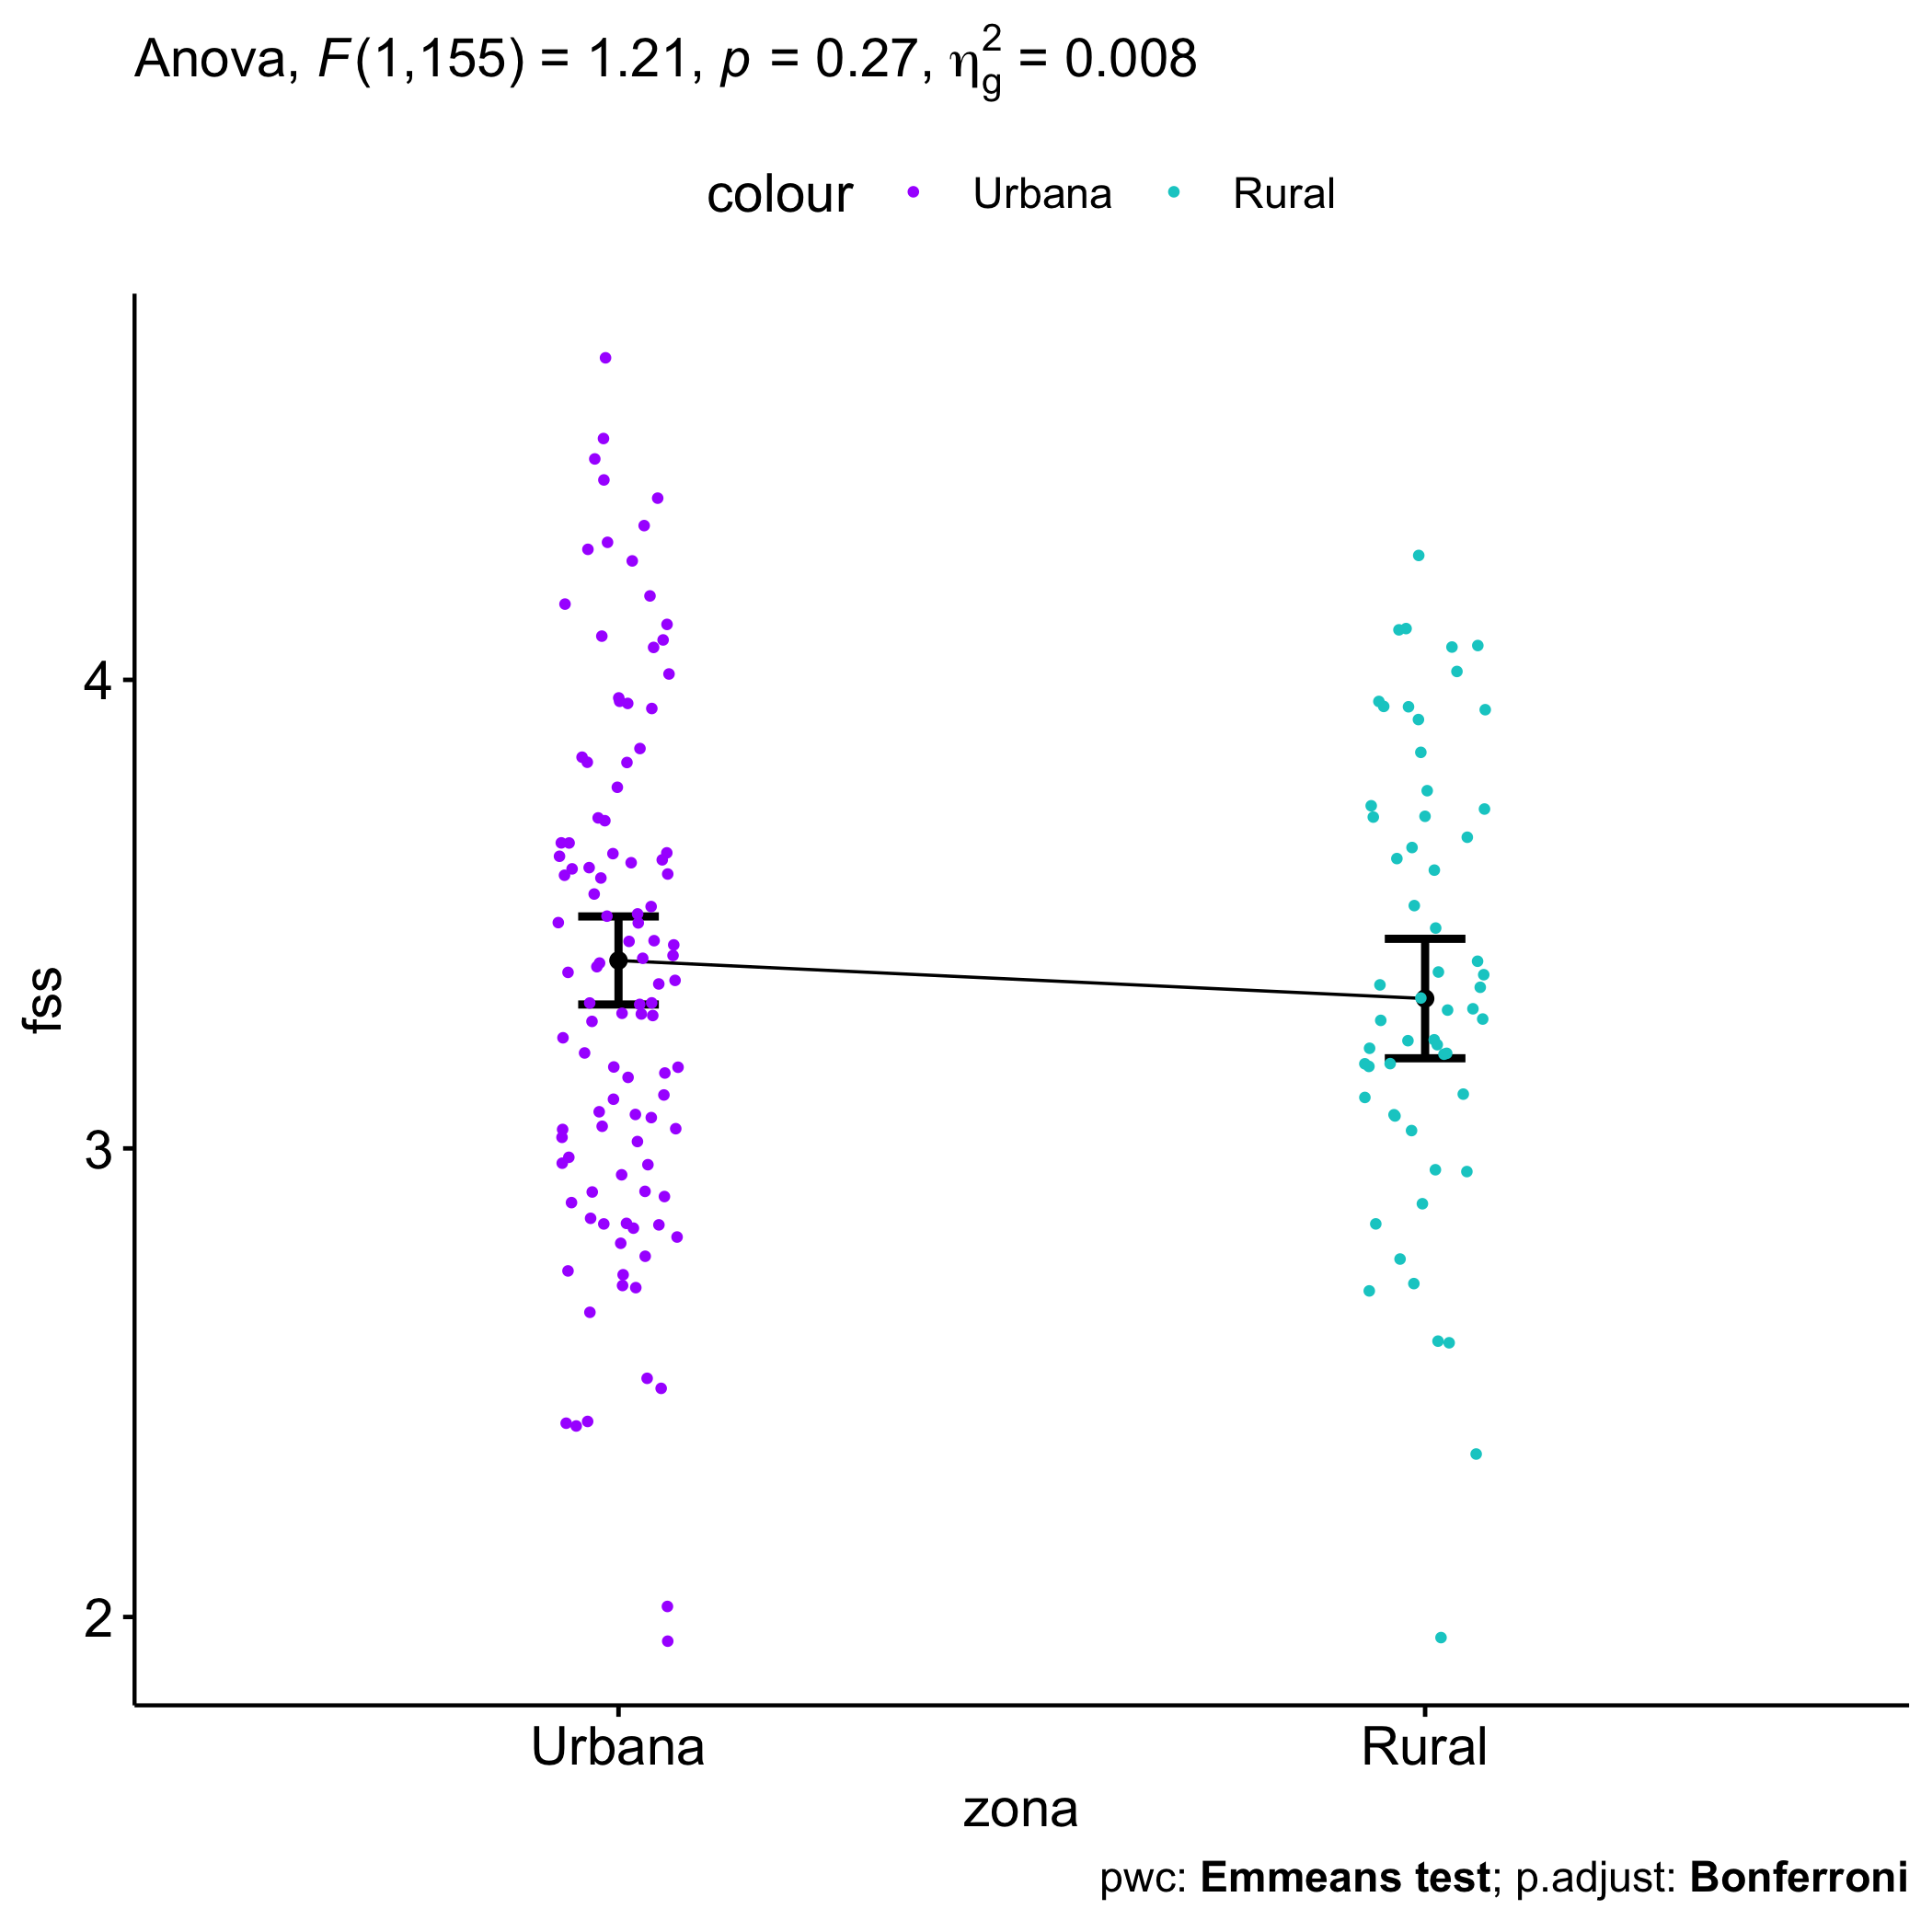 Anova, F(1,155) = 1.21, p = 0.27, η²g = 0.008
colour Urbana Rural
fss
4
3
2
Urbana Rural
zona
pwc: Emmeans test; p.adjust: Bonferroni